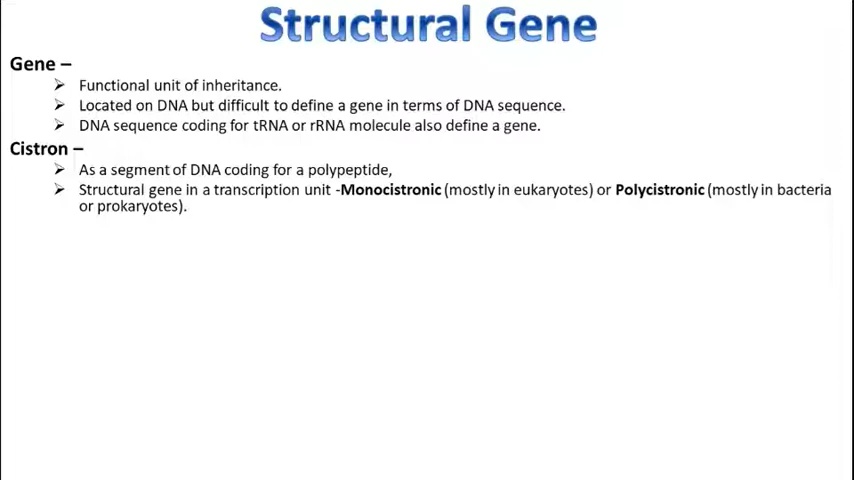 Structural Gene
Gene –
➢ Functional unit of inheritance.
➢ Located on DNA but difficult to define a gene in terms of DNA sequence.
➢ DNA sequence coding for tRNA or rRNA molecule also define a gene.
Cistron –
➢ As a segment of DNA coding for a polypeptide,
➢ Structural gene in a transcription unit -Monocistronic (mostly in eukaryotes) or Polycistronic (mostly in bacteria
or prokaryotes).